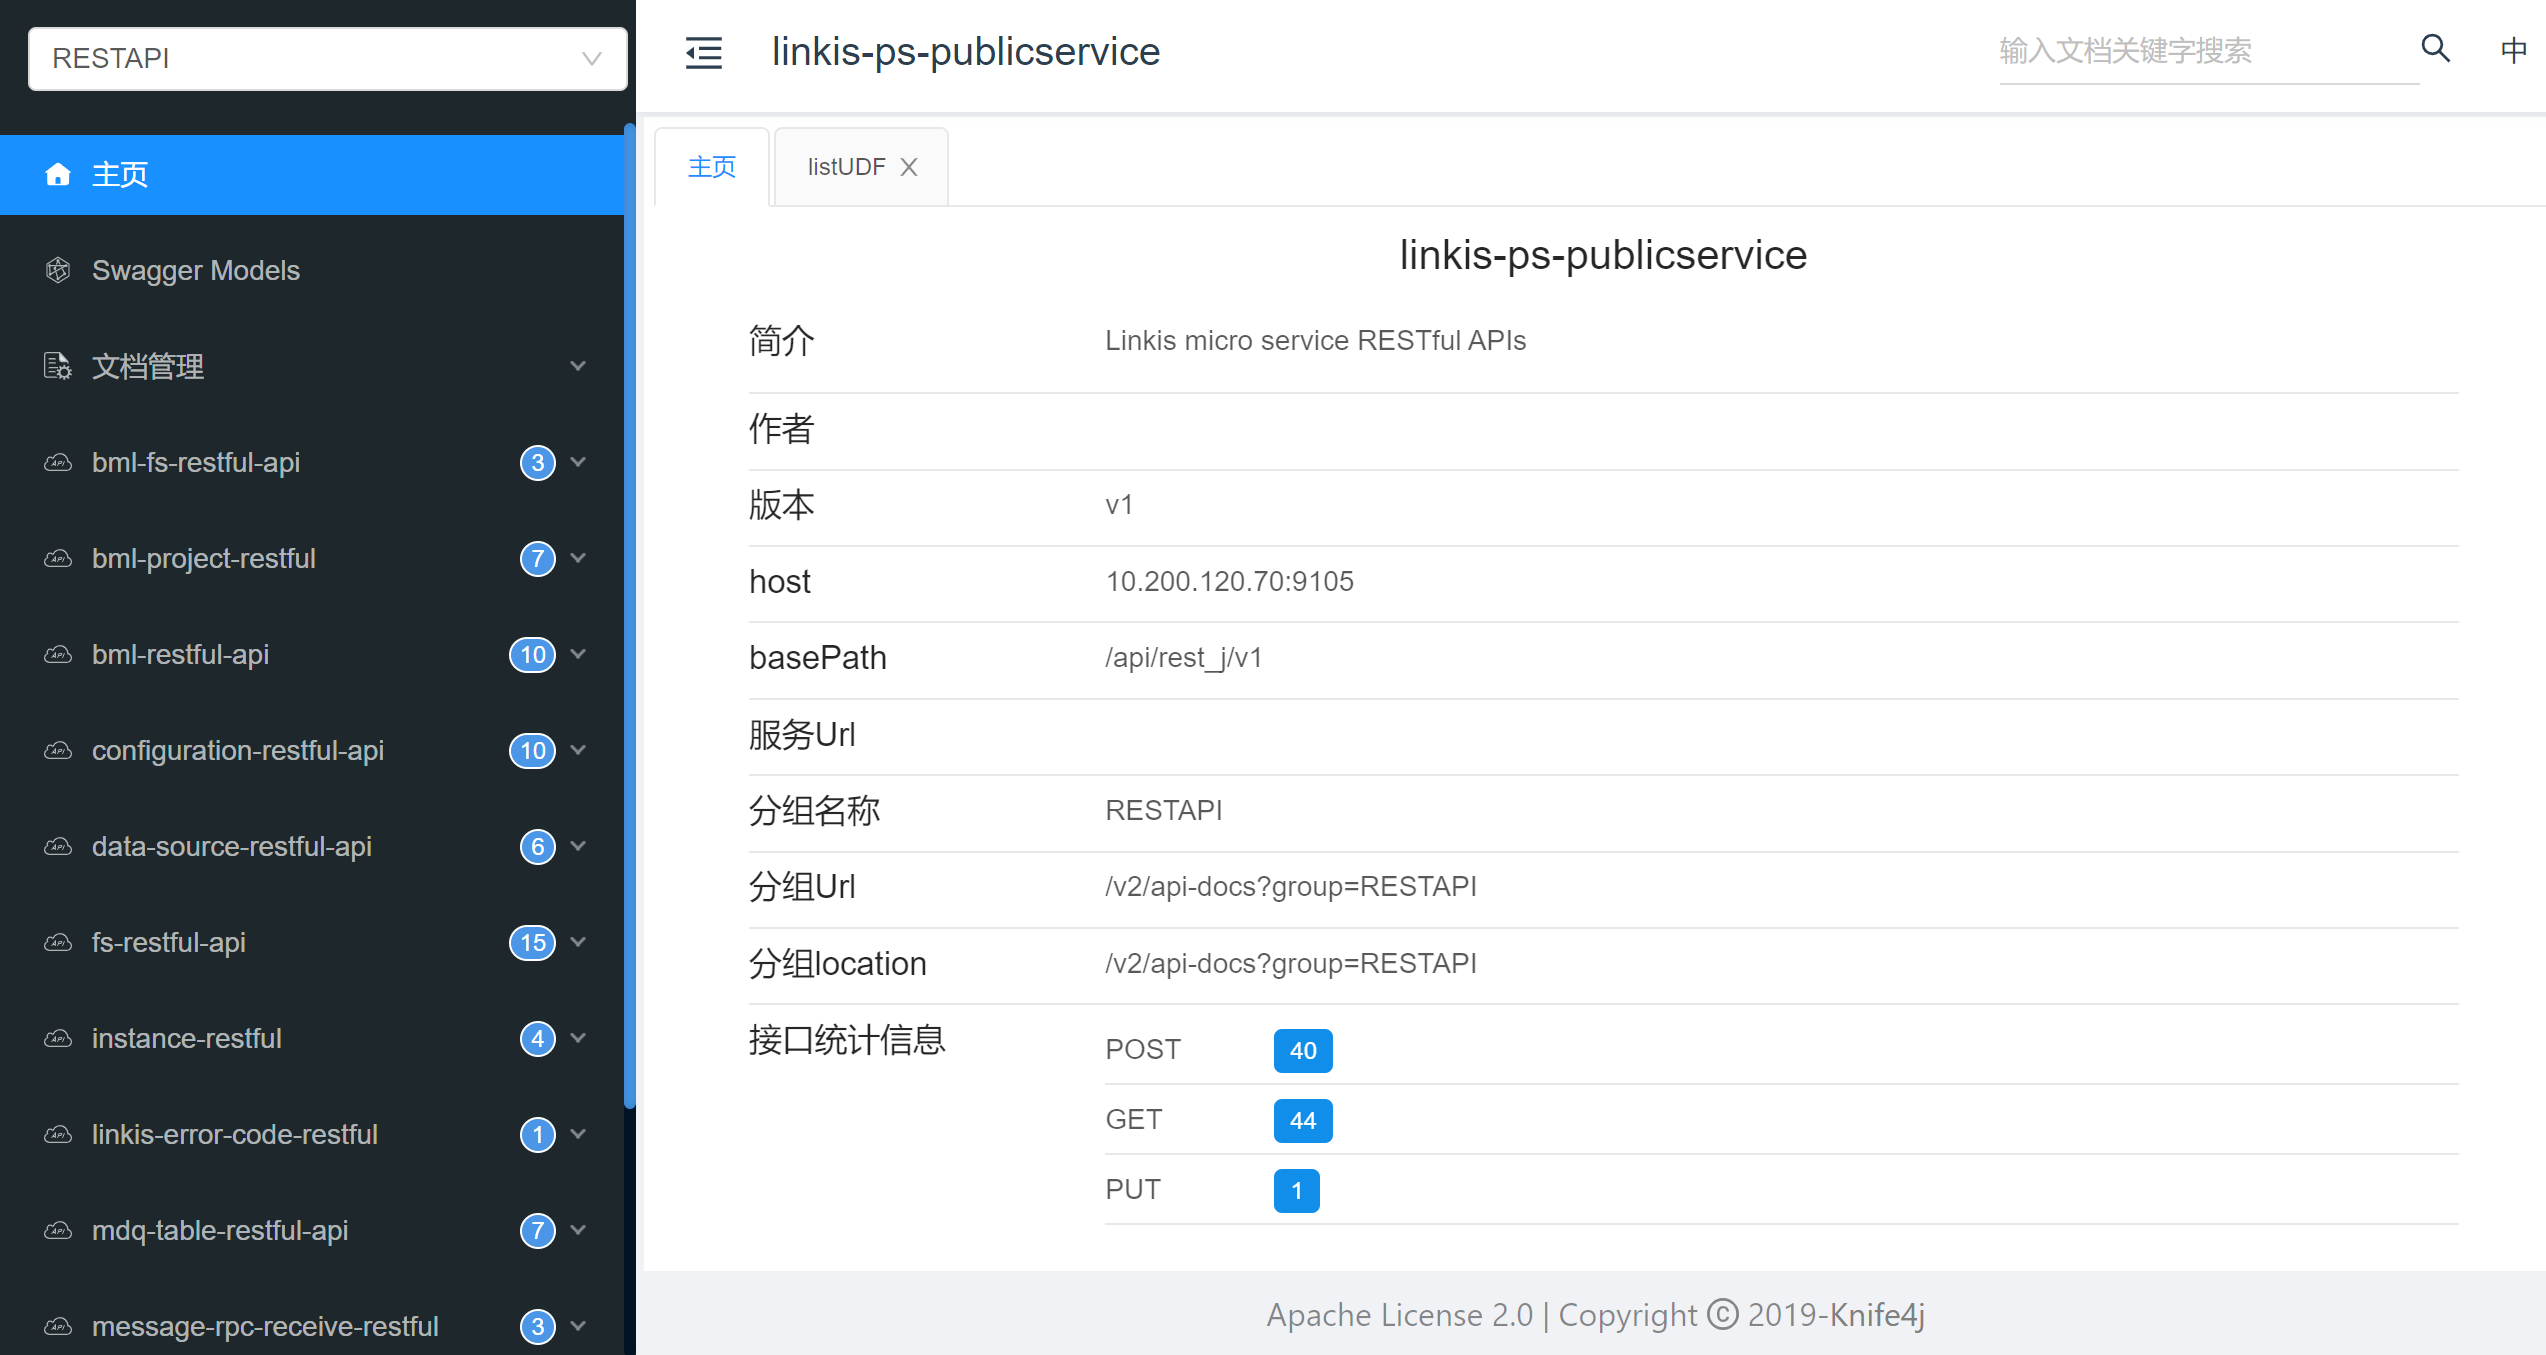 RESTAPI
主页
Swagger Models
文档管理
bml-fs-restful-api 3
bml-project-restful 7
bml-restful-api 10
configuration-restful-api 10
data-source-restful-api 6
fs-restful-api 15
instance-restful 4
linkis-error-code-restful 1
mdq-table-restful-api 7
message-rpc-receive-restful 3
linkis-ps-publicservice
输入文档关键字搜索
中
主页
listUDF
linkis-ps-publicservice
简介 Linkis micro service RESTful APIs
作者
版本 v1
host 10.200.120.70:9105
basePath /api/rest_j/v1
服务Url
分组名称 RESTAPI
分组Url /v2/api-docs?group=RESTAPI
分组location /v2/api-docs?group=RESTAPI
接口统计信息
POST 40
GET 44
PUT 1
Apache License 2.0 | Copyright © 2019-Knife4j